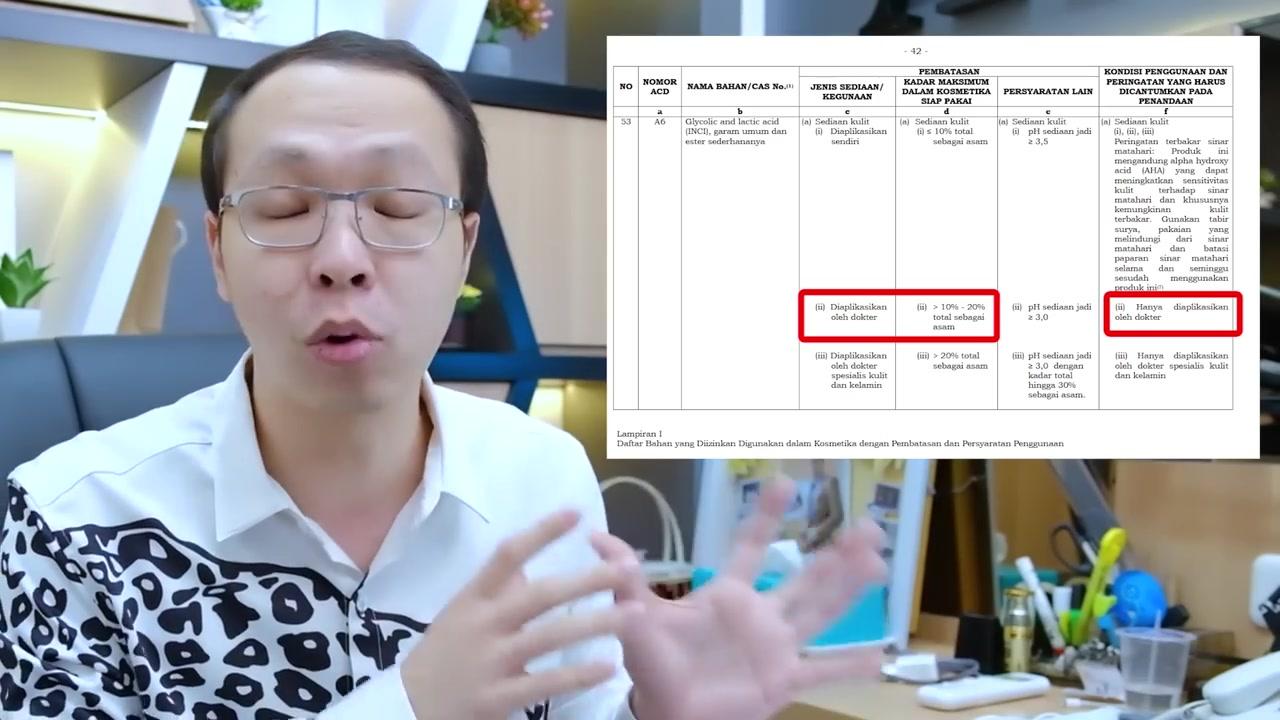 - 42 -
NO
NOMOR
ACD
NAMA BAHAN/CAS No.(1)
PEMBATASAN
JENIS SEDIAAN/
KEGUNAAN
KADAR MAKSIMUM
DALAM KOSMETIKA
SIAP PAKAI
PERSYARATAN LAIN
KONDISI PENGGUNAAN DAN
PERINGATAN YANG HARUS
DICANTUMKAN PADA
PENANDAAN
a
b
c
d
e
f
53
A6
Glycolic and lactic acid
(INCI), garam umum dan
ester sederhananya
(a) Sediaan kulit
(i) Diaplikasikan
sendiri
(a) Sediaan kulit
(i) ≤ 10% total
sebagai asam
(a) Sediaan kulit
(i) pH sediaan jadi
≥ 3,5
(a) Sediaan kulit
(i), (ii), (iii)
Peringatan terbakar sinar
matahari: Produk ini
mengandung alpha hydroxy
acid (AHA) yang dapat
meningkatkan sensitivitas
kulit terhadap sinar
matahari dan khususnya
kemungkinan kulit
terbakar. Gunakan tabir
surya, pakaian yang
melindungi dari sinar
matahari dan batasi
paparan sinar matahari
selama dan seminggu
sesudah menggunakan
produk ini(7)
(ii) Diaplikasikan
oleh dokter
(ii) > 10% - 20%
total sebagai
asam
(ii) pH sediaan jadi
≥ 3,0
(ii) Hanya diaplikasikan
oleh dokter
(iii) Diaplikasikan
oleh dokter
spesialis kulit
dan kelamin
(iii) > 20% total
sebagai asam
(iii) pH sediaan jadi
≥ 3,0 dengan
kadar total
hingga 30%
sebagai asam.
(iii) Hanya diaplikasikan
oleh dokter spesialis kulit
dan kelamin
Lampiran I
Daftar Bahan yang Diizinkan Digunakan dalam Kosmetika dengan Pembatasan dan Persyaratan Penggunaan